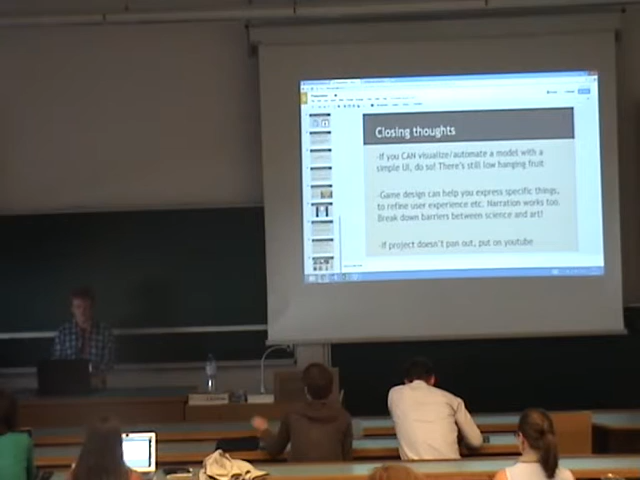 Closing thoughts
-If you CAN visualize/automate a model with a
simple UI, do so! There's still low hanging fruit
-Game design can help you express specific things,
to refine user experience etc. Narration works too.
Break down barriers between science and art!
-If project doesn't pan out, put on youtube